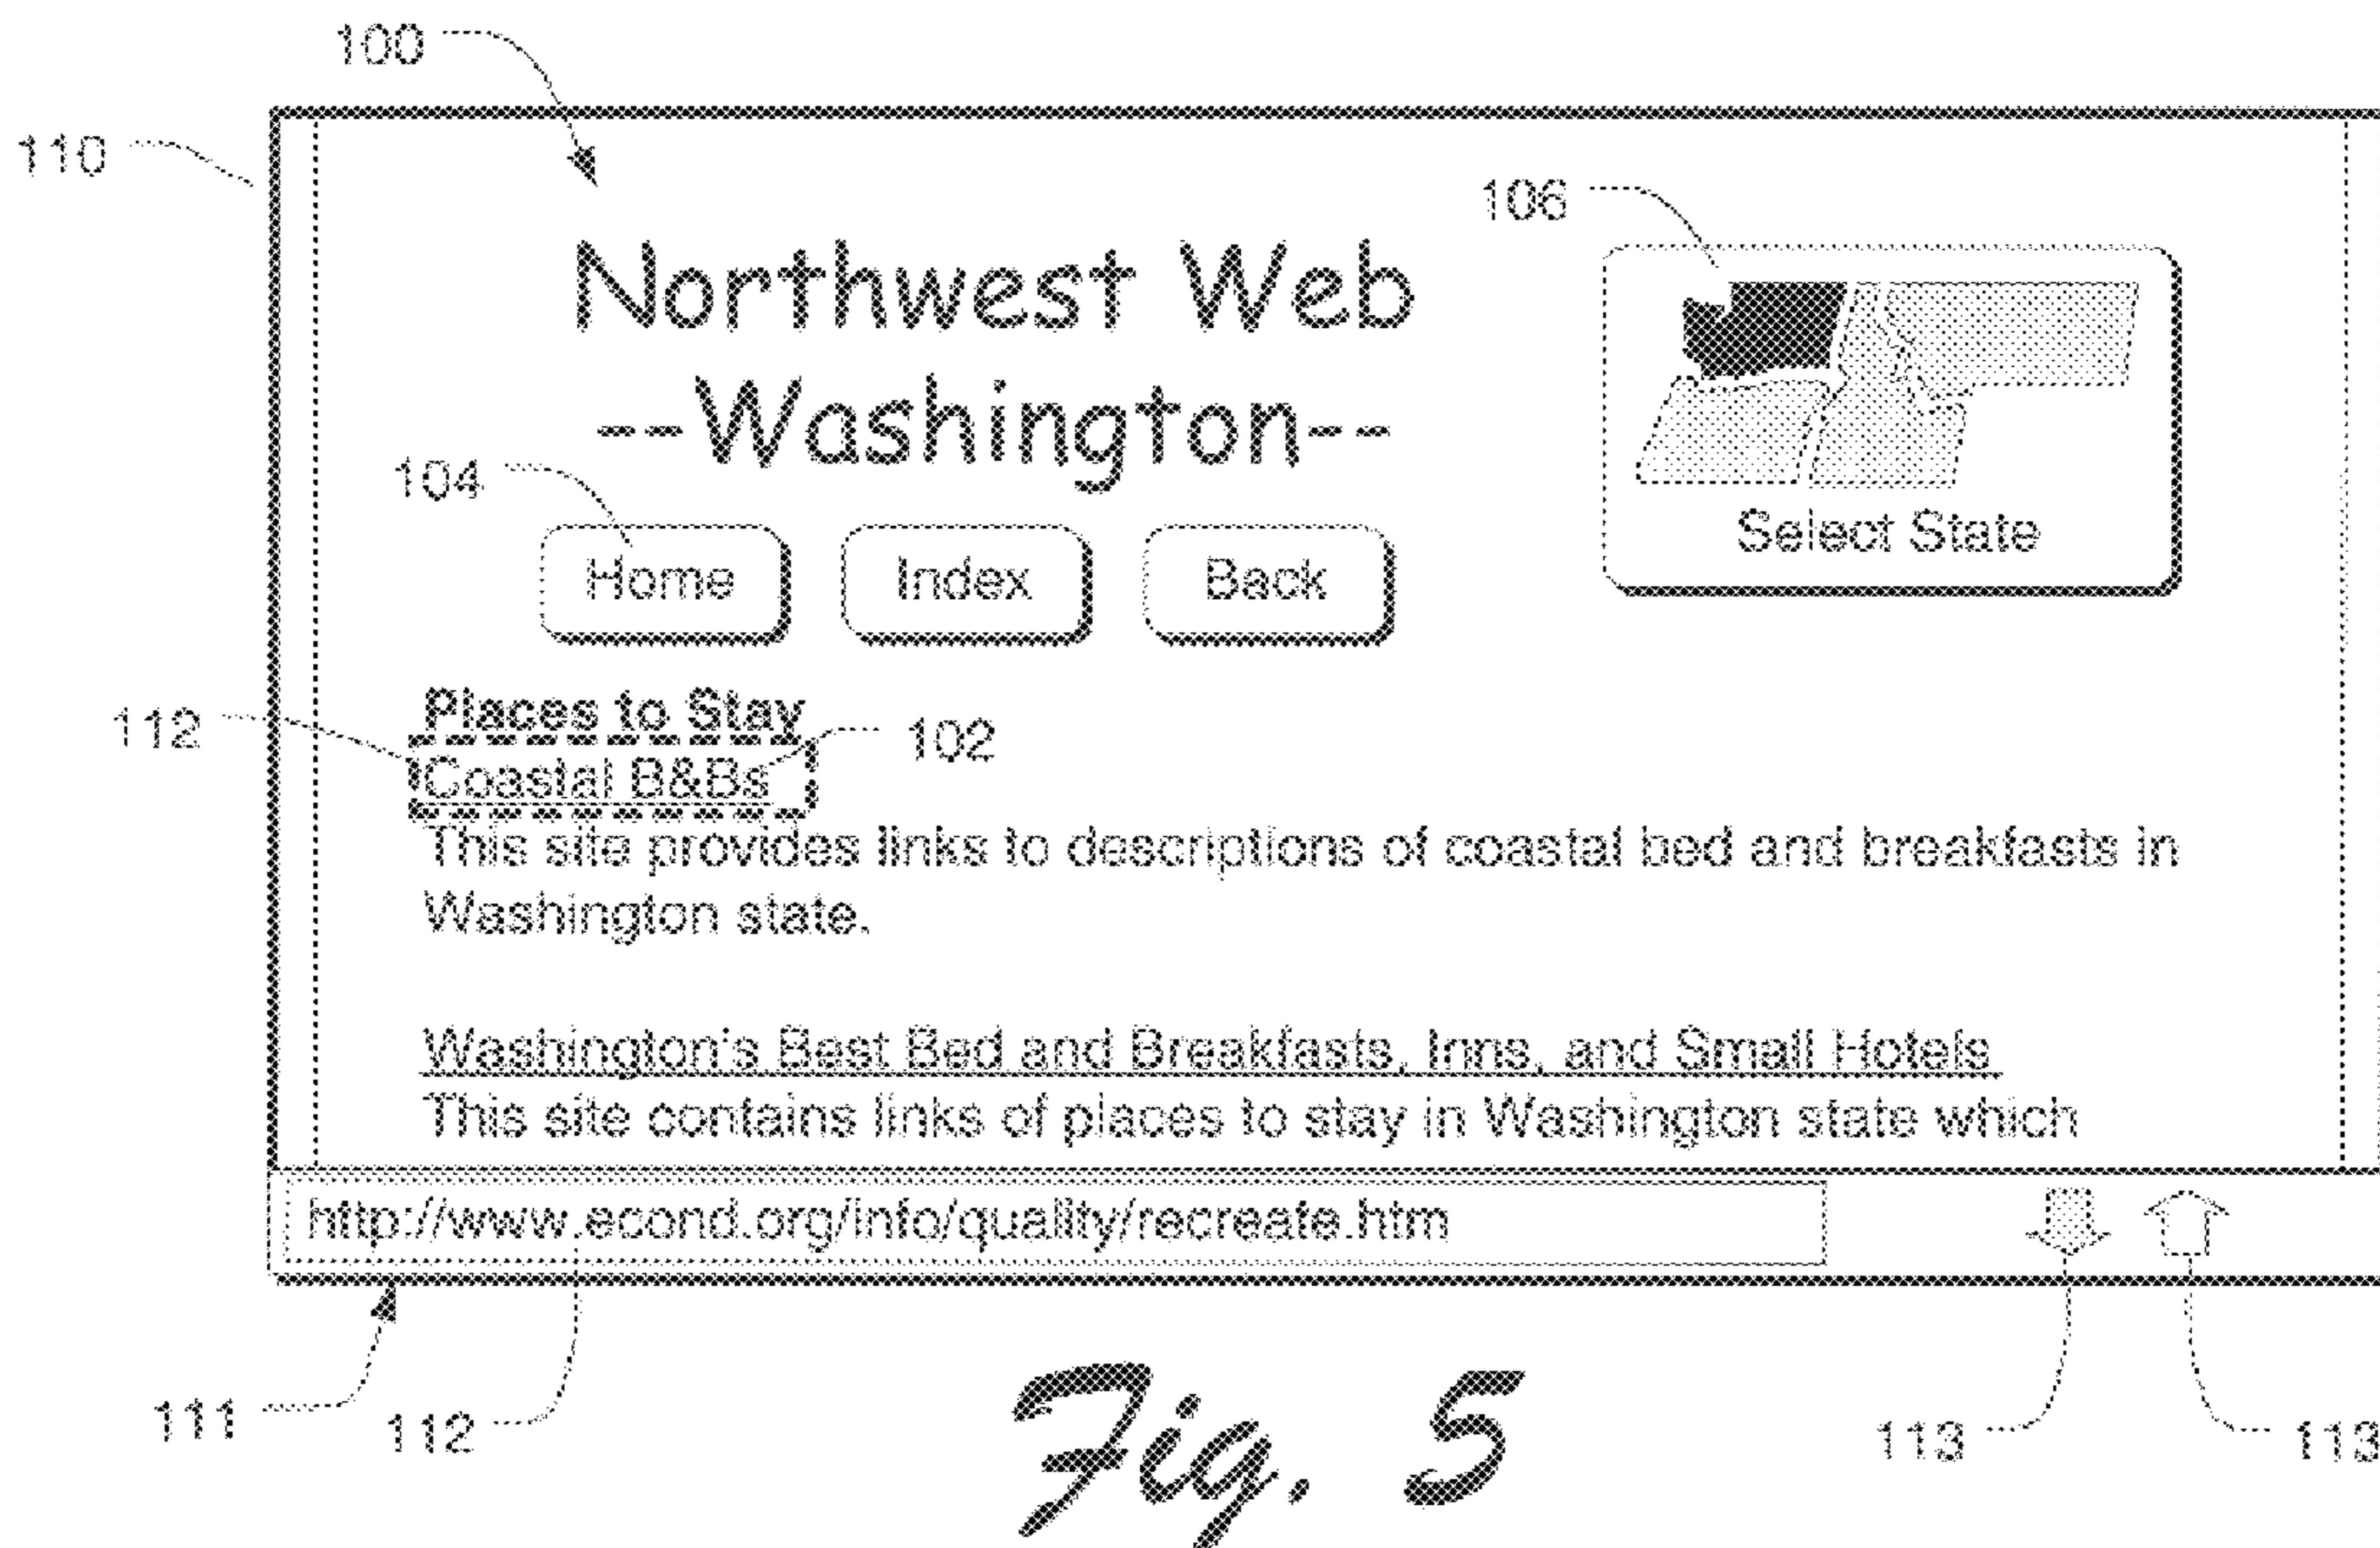 100
110
106
Northwest Web
--Washington--
104
Select State
Home Index Back
Places to Stay
112
102
Coastal B&Bs
This site provides links to descriptions of coastal bed and breakfasts in
Washington state.
Washington's Best Bed and Breakfasts, Inns, and Small Hotels
This site contains links of places to stay in Washington state which
http://www.econd.org/info/quality/recreate.htm
111 112 113 113
Fig. 5